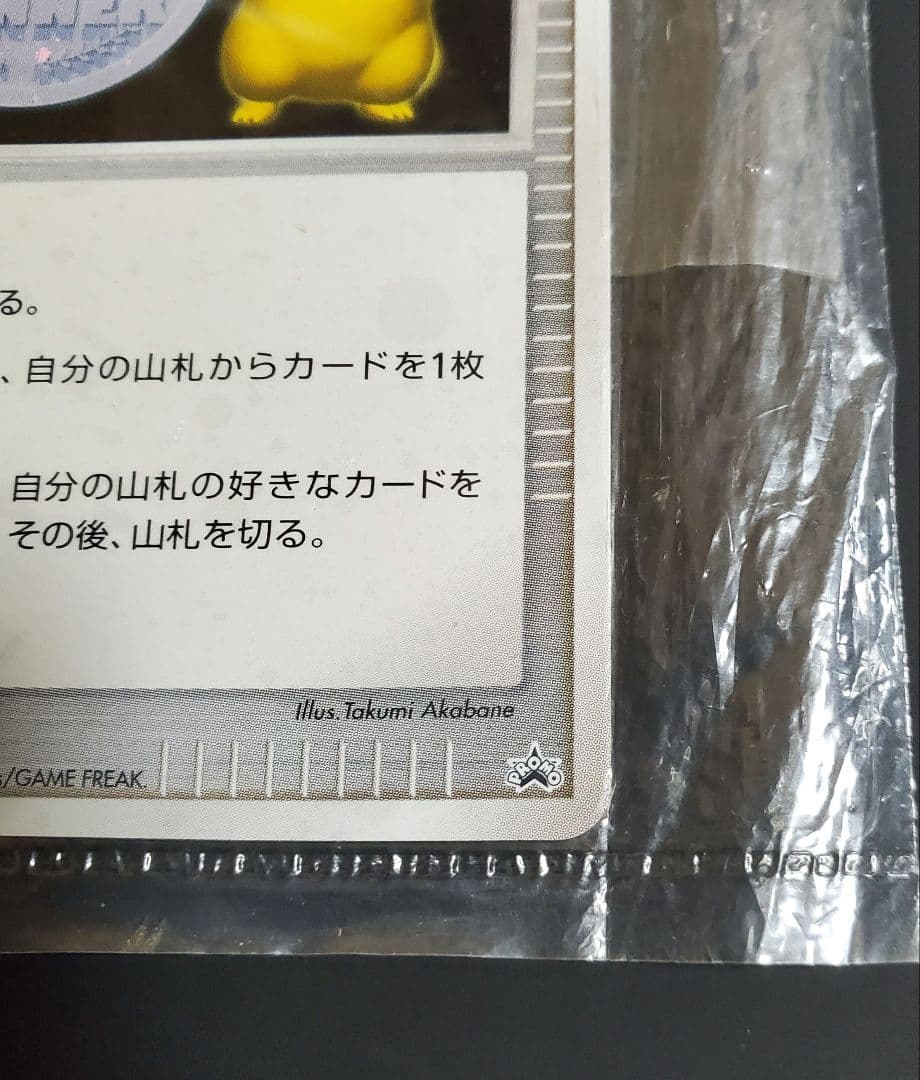 NNER
る。
、自分の山札からカードを1枚
自分の山札の好きなカードを
その後、山札を切る。
Illus. Takumi Akabane
s/GAME FREAK.
PROMO